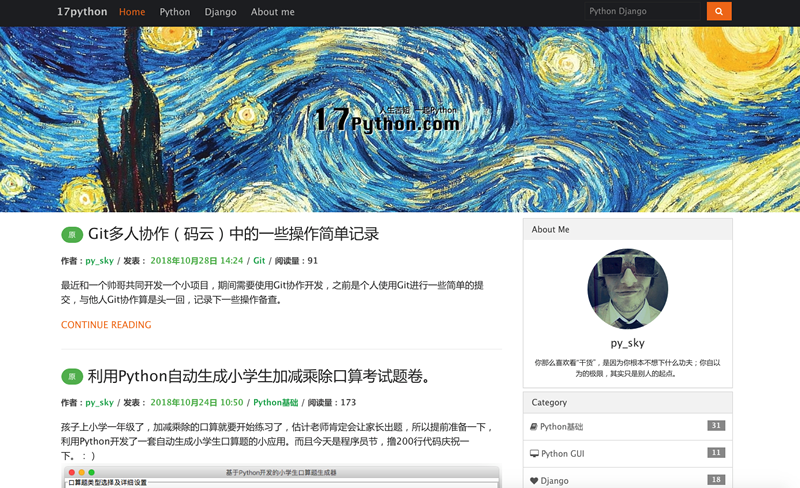 17python Home Python Django About me Python Django
人生苦短 一起Python
17Python.com
原 Git多人协作（码云）中的一些操作简单记录
作者：py_sky / 发表： 2018年10月28日 14:24 / Git / 阅读量：91
最近和一个帅哥共同开发一个小项目，期间需要使用Git协作开发，之前是个人使用Git进行一些简单的提
交，与他人Git协作算是头一回，记录下一些操作备查。
CONTINUE READING
原 利用Python自动生成小学生加减乘除口算考试题卷。
作者：py_sky / 发表： 2018年10月24日 10:50 / Python基础 / 阅读量：173
孩子上小学一年级了，加减乘除的口算就要开始练习了，估计老师肯定会让家长出题，所以提前准备一下，
利用Python开发了一套自动生成小学生口算题的小应用。而且今天是程序员节，撸200行代码庆祝一
下。：）
基于Python开发的小学生口算题生成器
口算题类型选择及详细设置
About Me
py_sky
你那么喜欢看“干货”，是因为你根本不想下什么功夫；你自以
为的极限，其实只是别人的起点。
Category
Python基础 31
Python GUI 11
Django 18